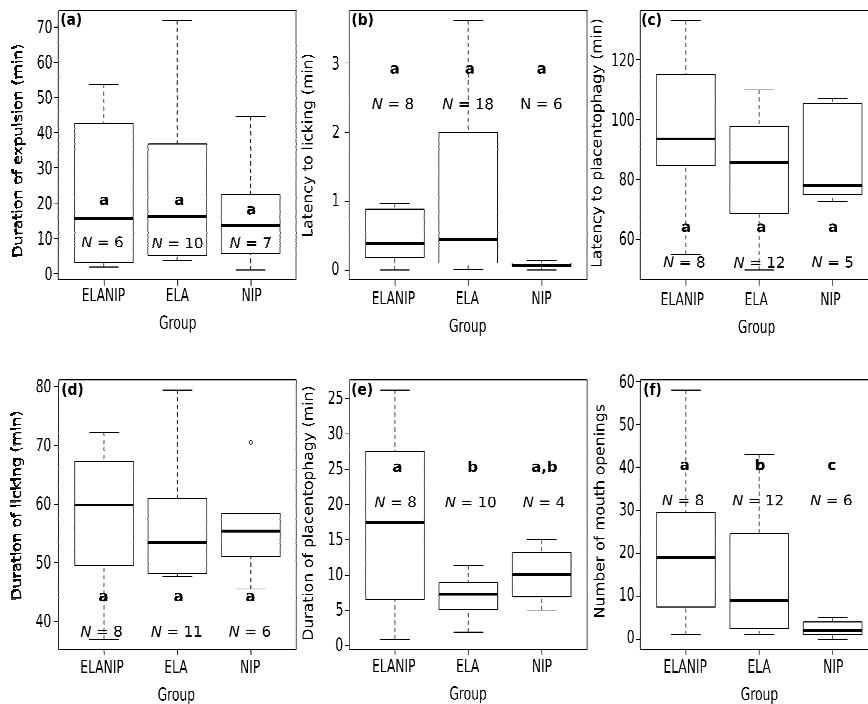 (a)
Duration of expulsion (min)
70
60
50
40
30
20
10
0
a a a
N = 6 N = 10 N = 7
ELANIP ELA NIP
Group
(b)
Latency to licking (min)
3
2
1
0
a a a
N = 8 N = 18 N = 6
ELANIP ELA NIP
Group
(c)
Latency to placentophagy (min)
120
100
80
60
a a a
N = 8 N = 12 N = 5
ELANIP ELA NIP
Group
(d)
Duration of licking (min)
80
70
60
50
40
a a a
N = 8 N = 11 N = 6
ELANIP ELA NIP
Group
(e)
Duration of placentophagy (min)
25
20
15
10
5
0
a b a,b
N = 8 N = 10 N = 4
ELANIP ELA NIP
Group
(f)
Number of mouth openings
60
50
40
30
20
10
0
a b c
N = 8 N = 12 N = 6
ELANIP ELA NIP
Group